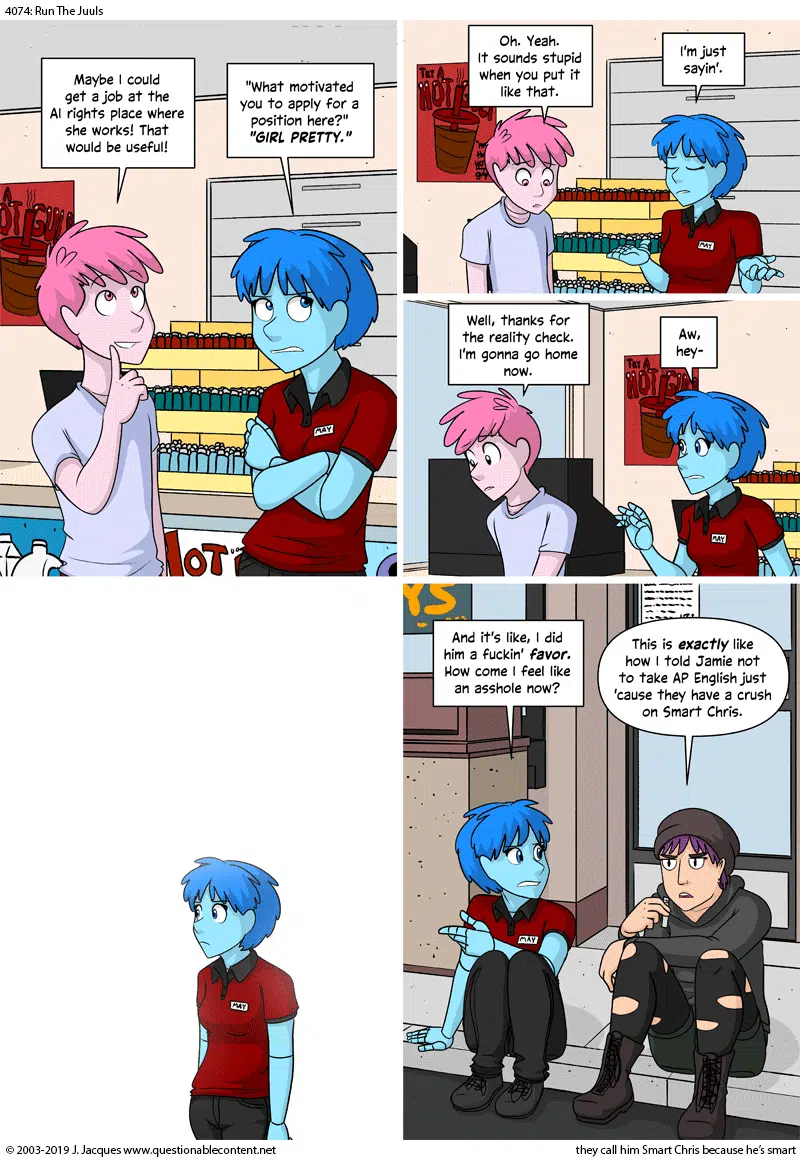 4074: Run The Juuls
Maybe I could
get a job at the
AI rights place where
she works! That
would be useful!
"What motivated
you to apply for a
position here?"
"GIRL PRETTY."
MAY
HOT
Oh. Yeah.
It sounds stupid
when you put it
like that.
I'm just
sayin'.
TRY A
MAY
Well, thanks for
the reality check.
I'm gonna go home
now.
Aw,
hey-
TRY A
MAY
MAY
YS
And it's like, I did
him a fuckin' favor.
How come I feel like
an asshole now?
This is exactly like
how I told Jamie not
to take AP English just
'cause they have a crush
on Smart Chris.
MAY
© 2003-2019 J. Jacques www.questionablecontent.net
they call him Smart Chris because he's smart